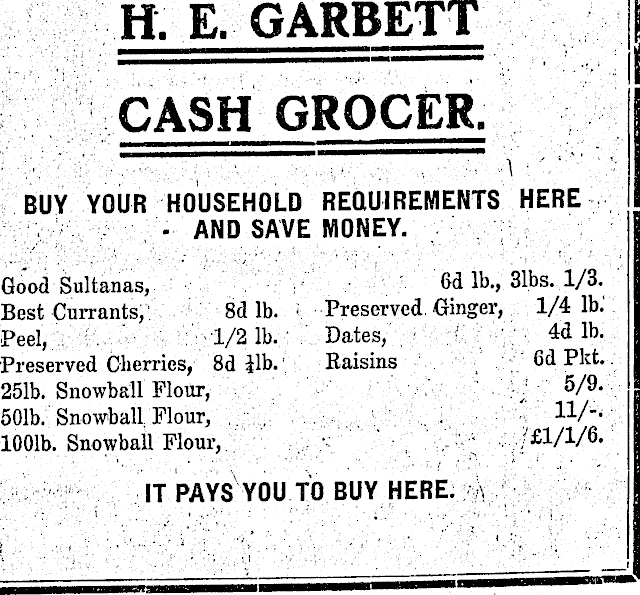 H. E. GARBETT
CASH GROCER.
BUY YOUR HOUSEHOLD REQUIREMENTS HERE
- AND SAVE MONEY.
Good Sultanas, 6d lb., 3lbs. 1/3.
Best Currants, 8d lb. Preserved Ginger, 1/4 lb.
Peel, 1/2 lb. Dates, 4d lb.
Preserved Cherries, 8d ¼lb. Raisins 6d Pkt.
25lb. Snowball Flour, 5/9.
50lb. Snowball Flour, 11/-.
100lb. Snowball Flour, £1/1/6.
IT PAYS YOU TO BUY HERE.